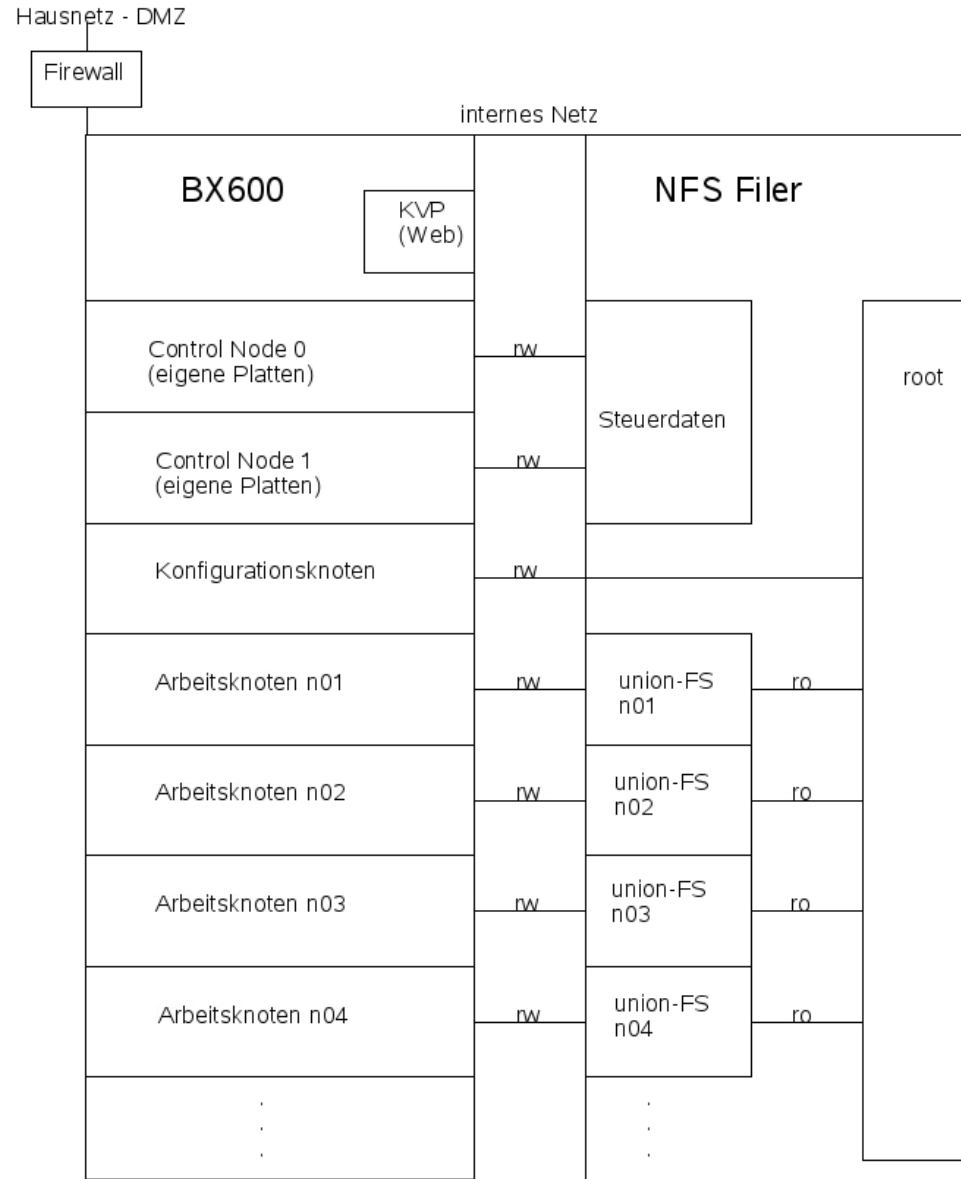 Hausnetz - DMZ
Firewall
internes Netz
BX600
NFS Filer
KVP
(Web)
Control Node 0
(eigene Platten)
rw
root
Steuerdaten
Control Node 1
(eigene Platten)
rw
Konfigurationsknoten
rw
Arbeitsknoten n01
rw
union-FS
n01
ro
Arbeitsknoten n02
rw
union-FS
n02
ro
Arbeitsknoten n03
rw
union-FS
n03
ro
Arbeitsknoten n04
rw
union-FS
n04
ro